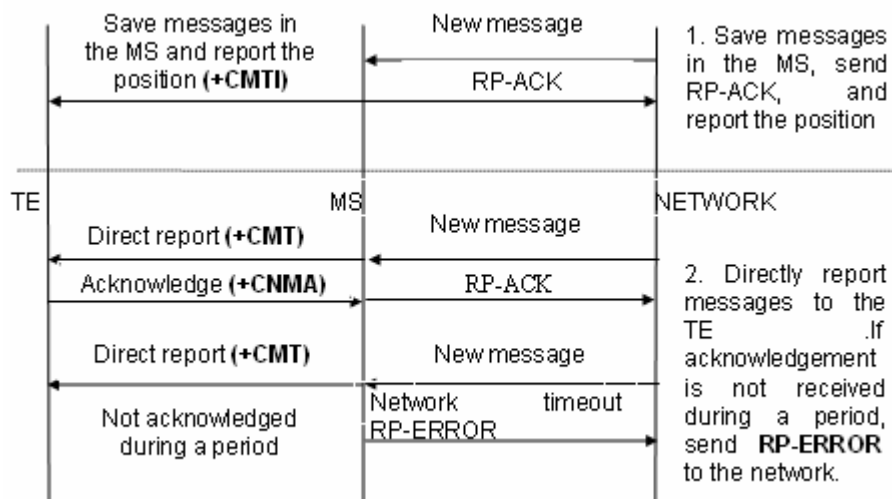 Save messages in
the MS and report the
position (+CMTI)
New message
RP-ACK
1. Save messages
in the MS, send
RP-ACK, and
report the position
TE
MS
NETWORK
Direct report (+CMT)
New message
Acknowledge (+CNMA)
RP-ACK
Direct report (+CMT)
New message
Not acknowledged
during a period
Network timeout
RP-ERROR
2. Directly report
messages to the
TE .If
acknowledgement
is not received
during a period,
send RP-ERROR
to the network.